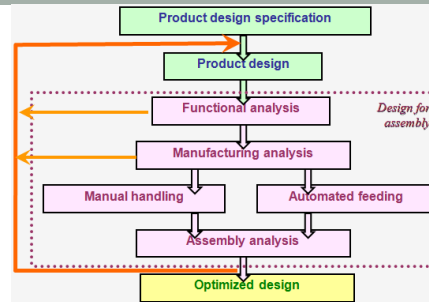 Product design specification
Product design
Functional analysis
Design for
assembly
Manufacturing analysis
Manual handling
Automated feeding
Assembly analysis
Optimized design